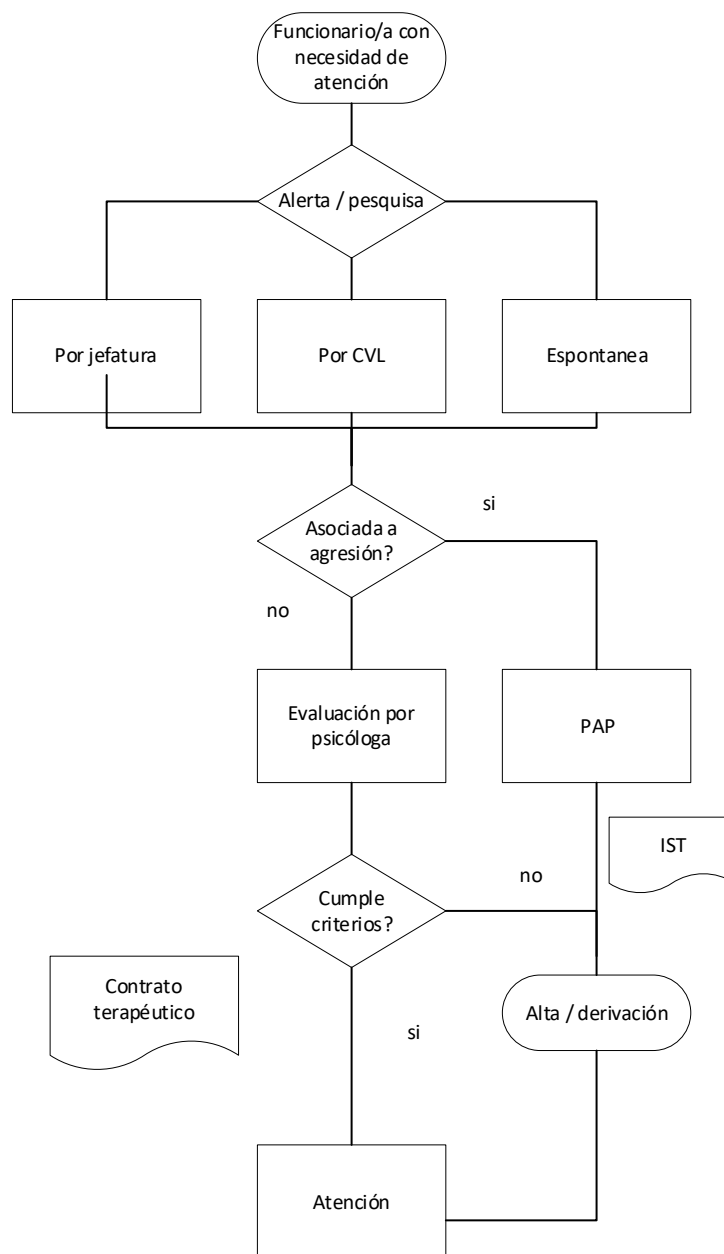 Funcionario/a con
necesidad de
atención
Alerta / pesquisa
Por jefatura
Por CVL
Espontanea
si
Asociada a
agresión?
no
Evaluación por
psicóloga
PAP
IST
no
Cumple
criterios?
Contrato
terapéutico
si
Alta / derivación
Atención